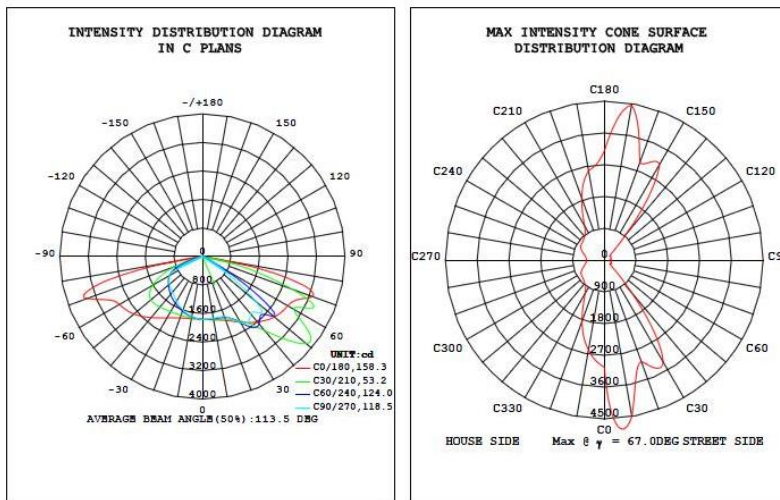 INTENSITY DISTRIBUTION DIAGRAM
IN C PLANS
-/+180
-150
150
-120
120
-90
90
-60
60
-30
30
0
0
800
1600
2400
3200
4000
UNIT:cd
C0/180,158.3
C30/210,53.2
C60/240,124.0
C90/270,118.5
AVERAGE BEAM ANGLE(50%):113.5 DEG
MAX INTENSITY CONE SURFACE
DISTRIBUTION DIAGRAM
C180
C210
C150
C240
C120
C270
C9
C300
C60
C330
C30
C0
0
900
1800
2700
3600
4500
HOUSE SIDE
Max @ γ = 67.0DEG
STREET SIDE